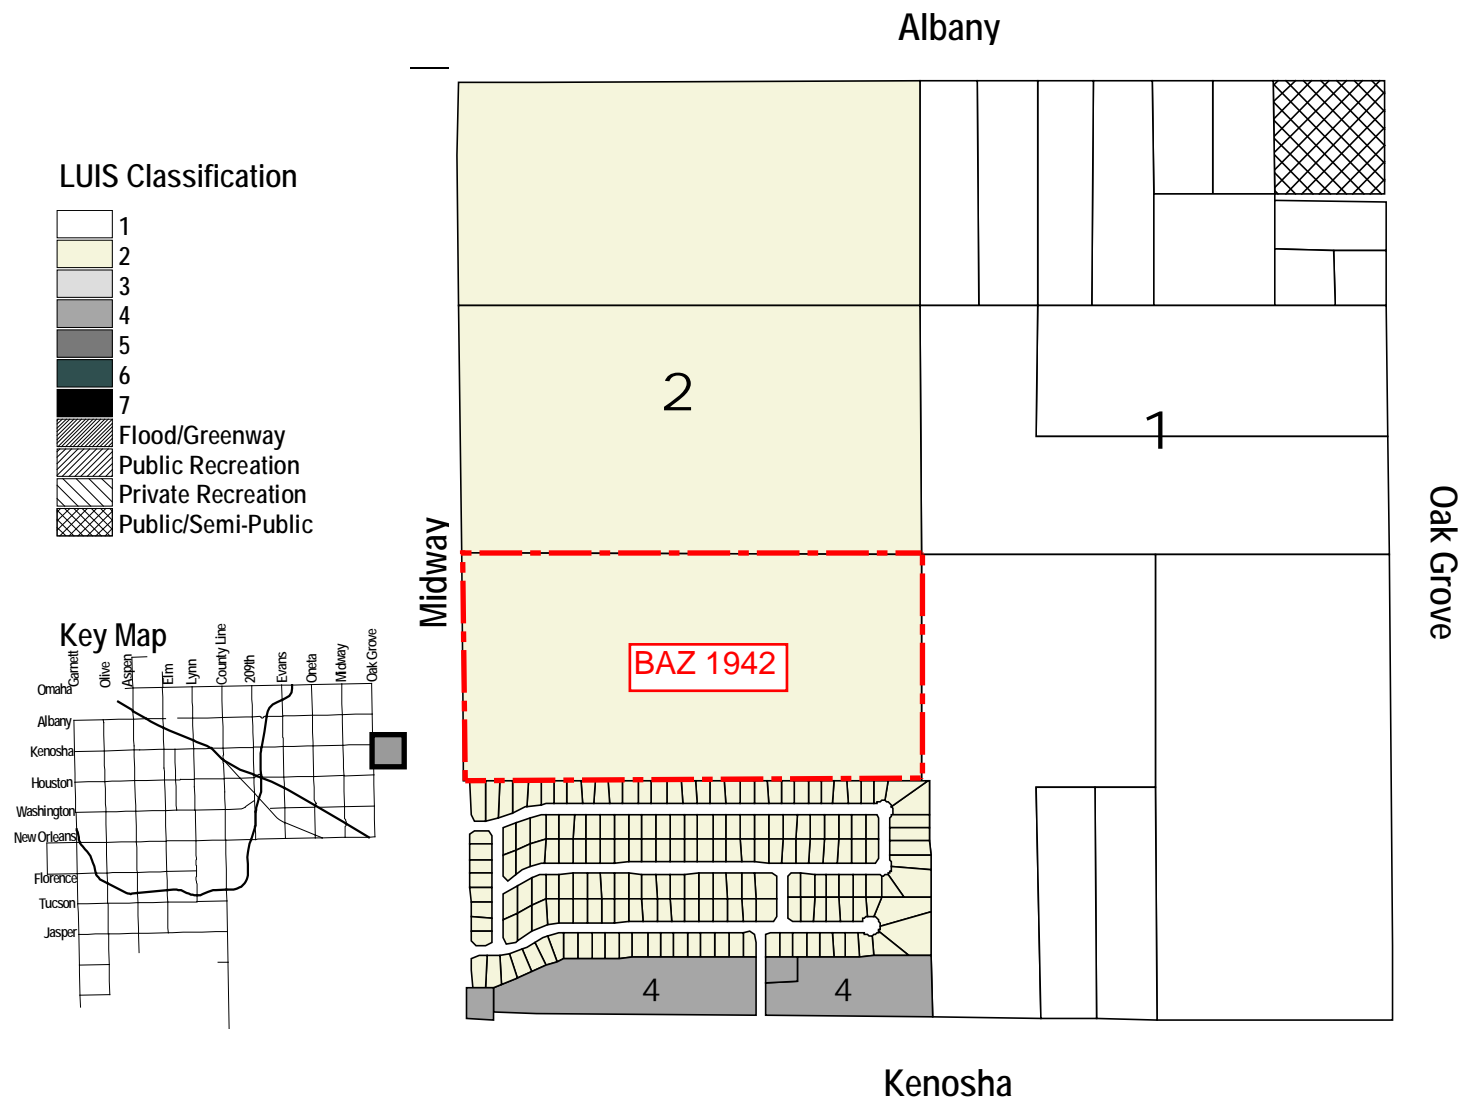 Albany
LUIS Classification
1
2
3
4
5
6
7
Flood/Greenway
Public Recreation
Private Recreation
Public/Semi-Public
2
1
Midway
Oak Grove
BAZ 1942
4
4
Kenosha
Key Map
Garnett
Olive
Aspen
Elm
Lynn
County Line
209th
Evans
Oneta
Midway
Oak Grove
Omaha
Albany
Kenosha
Houston
Washington
New Orleans
Florence
Tucson
Jasper